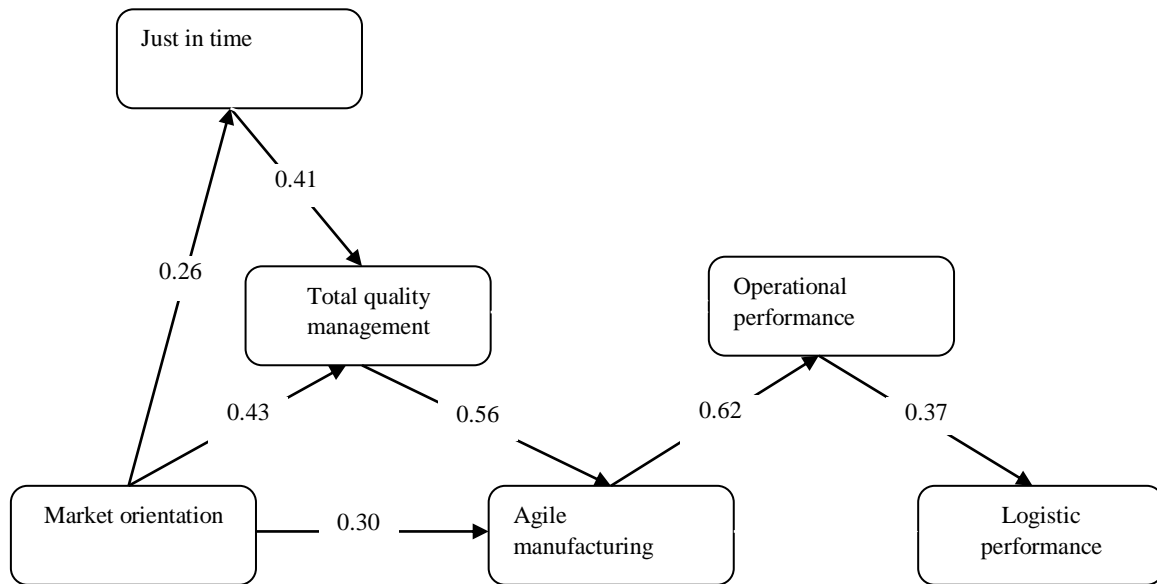 Just in time
0.41
0.26
Total quality
management
Operational
performance
0.43
0.56
0.62
0.37
Market orientation
0.30
Agile
manufacturing
Logistic
performance